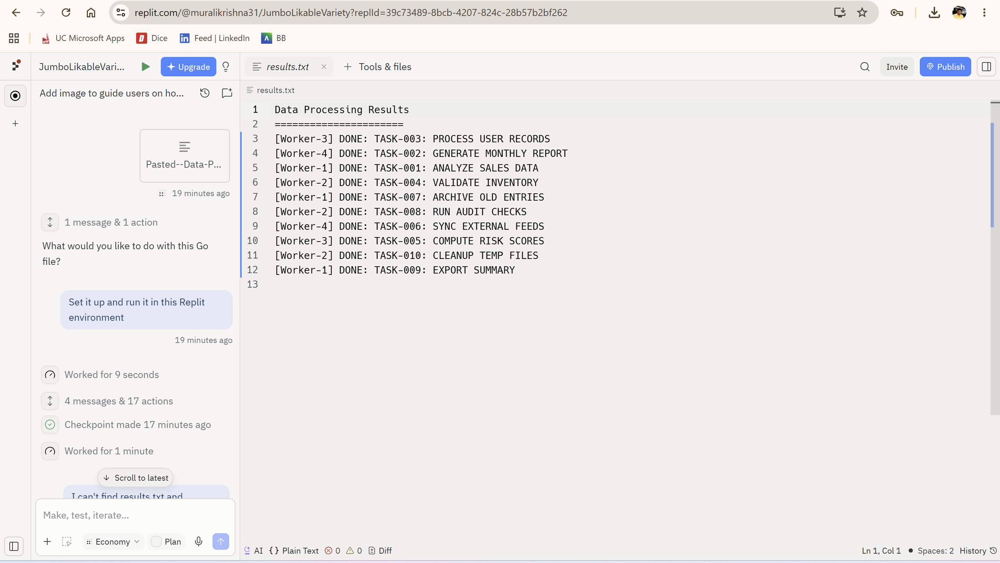 replit.com/@muralikrishna31/JumboLikableVariety?replId=39c73489-8bcb-4207-824c-28b57b2bf262
UC Microsoft Apps
Dice
Feed | LinkedIn
BB
JumboLikableVari...
Upgrade
results.txt
Tools & files
Invite
Publish
Add image to guide users on ho...
Pasted--Data-P...
19 minutes ago
1 message & 1 action
What would you like to do with this Go
file?
Set it up and run it in this Replit
environment
19 minutes ago
Worked for 9 seconds
4 messages & 17 actions
Checkpoint made 17 minutes ago
Worked for 1 minute
Scroll to latest
I can't find results.txt and
Make, test, iterate...
Economy
Plan
results.txt
1 Data Processing Results
2 ======================
3 [Worker-3] DONE: TASK-003: PROCESS USER RECORDS
4 [Worker-4] DONE: TASK-002: GENERATE MONTHLY REPORT
5 [Worker-1] DONE: TASK-001: ANALYZE SALES DATA
6 [Worker-2] DONE: TASK-004: VALIDATE INVENTORY
7 [Worker-1] DONE: TASK-007: ARCHIVE OLD ENTRIES
8 [Worker-2] DONE: TASK-008: RUN AUDIT CHECKS
9 [Worker-4] DONE: TASK-006: SYNC EXTERNAL FEEDS
10 [Worker-3] DONE: TASK-005: COMPUTE RISK SCORES
11 [Worker-2] DONE: TASK-010: CLEANUP TEMP FILES
12 [Worker-1] DONE: TASK-009: EXPORT SUMMARY
13
AI {} Plain Text 0 0 Diff
Ln 1, Col 1 • Spaces: 2 History